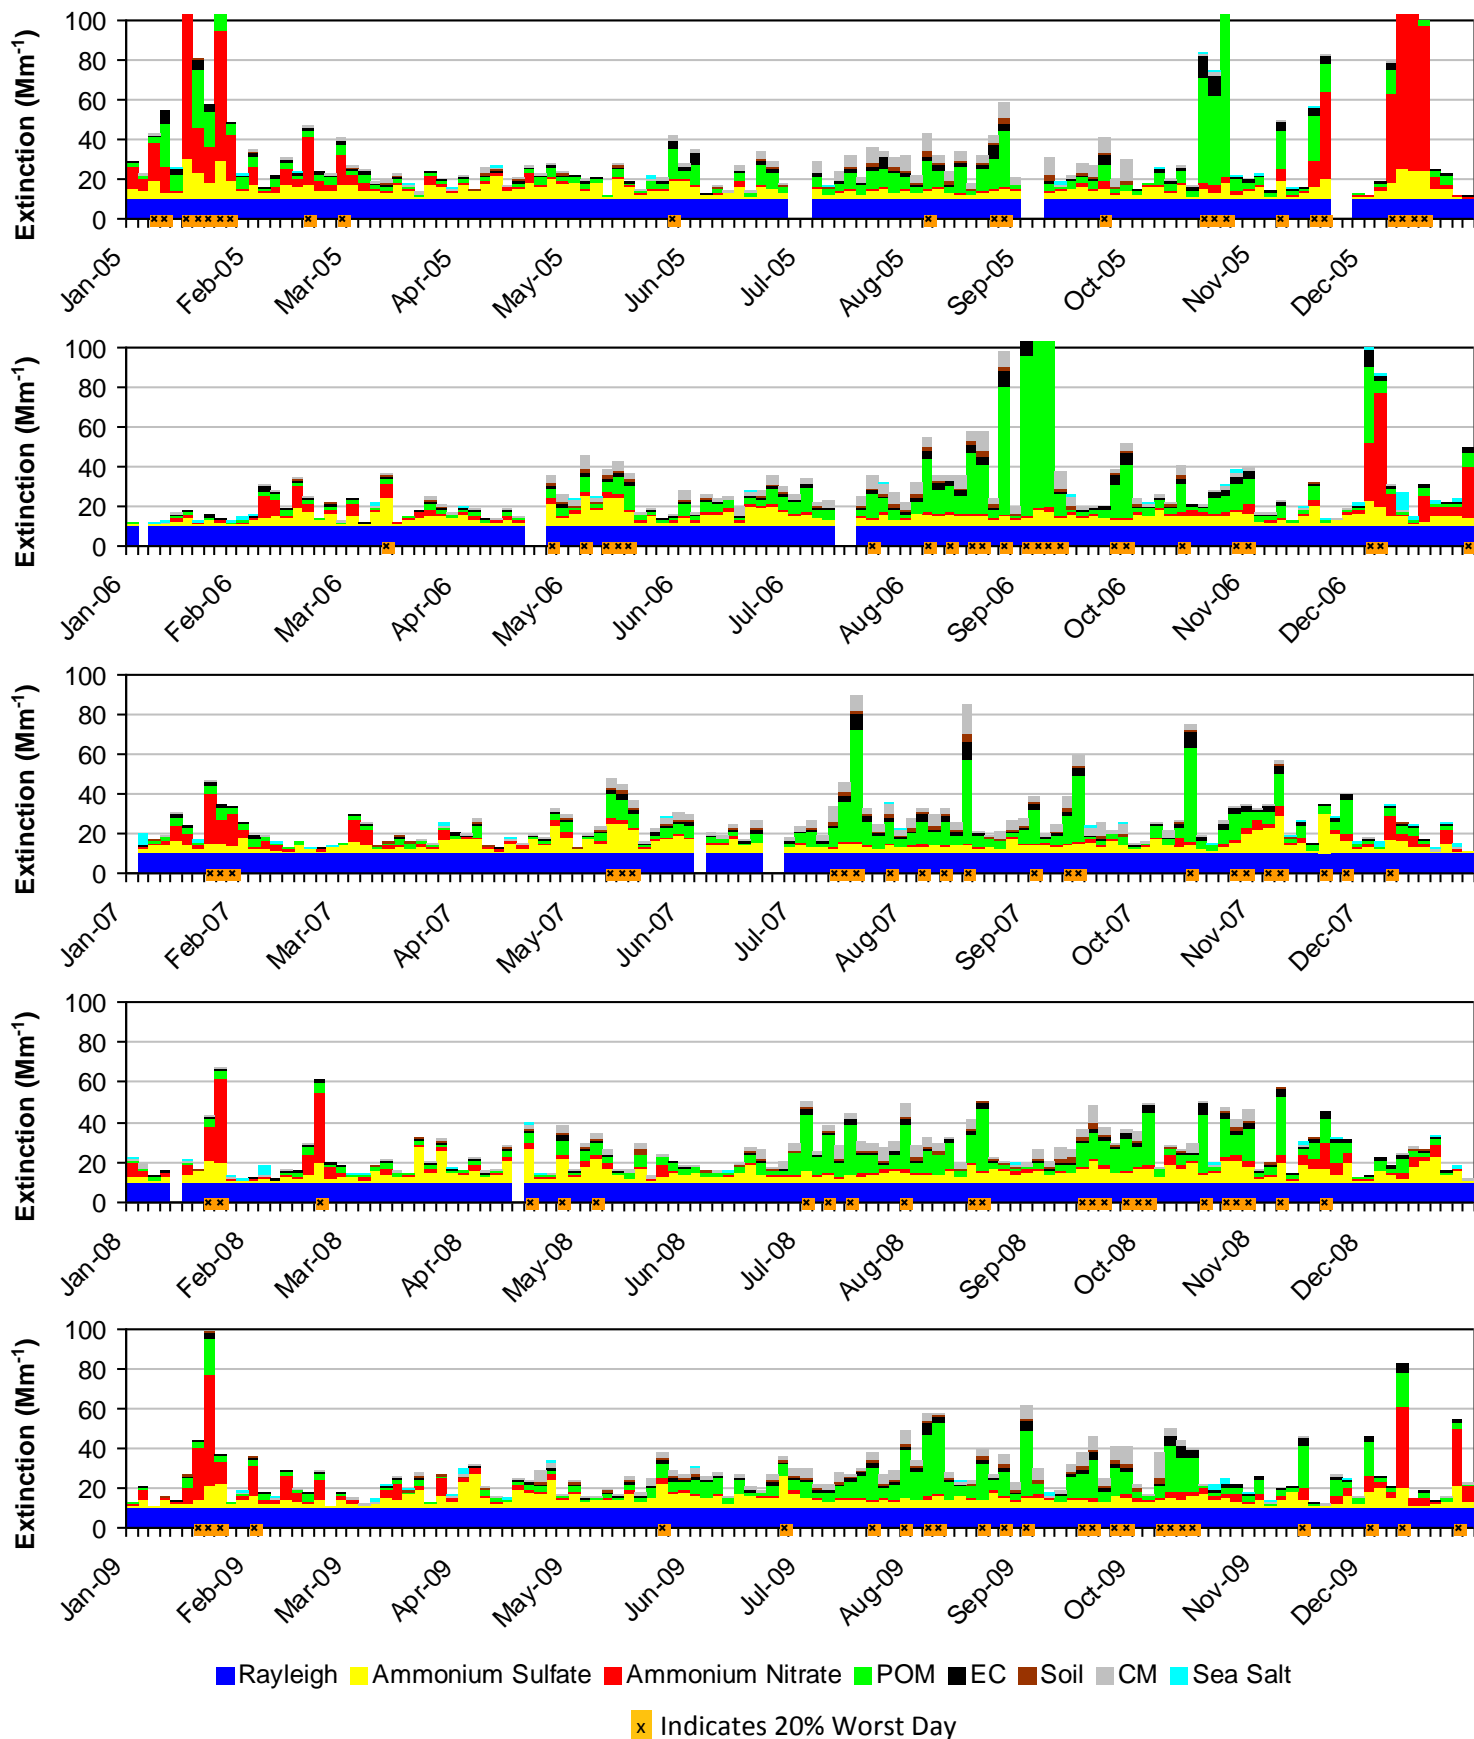 Extinction (Mm⁻¹)
100
80
60
40
20
0
Jan-05 Feb-05 Mar-05 Apr-05 May-05 Jun-05 Jul-05 Aug-05 Sep-05 Oct-05 Nov-05 Dec-05
Extinction (Mm⁻¹)
100
80
60
40
20
0
Jan-06 Feb-06 Mar-06 Apr-06 May-06 Jun-06 Jul-06 Aug-06 Sep-06 Oct-06 Nov-06 Dec-06
Extinction (Mm⁻¹)
100
80
60
40
20
0
Jan-07 Feb-07 Mar-07 Apr-07 May-07 Jun-07 Jul-07 Aug-07 Sep-07 Oct-07 Nov-07 Dec-07
Extinction (Mm⁻¹)
100
80
60
40
20
0
Jan-08 Feb-08 Mar-08 Apr-08 May-08 Jun-08 Jul-08 Aug-08 Sep-08 Oct-08 Nov-08 Dec-08
Extinction (Mm⁻¹)
100
80
60
40
20
0
Jan-09 Feb-09 Mar-09 Apr-09 May-09 Jun-09 Jul-09 Aug-09 Sep-09 Oct-09 Nov-09 Dec-09
Rayleigh Ammonium Sulfate Ammonium Nitrate POM EC Soil CM Sea Salt
x Indicates 20% Worst Day